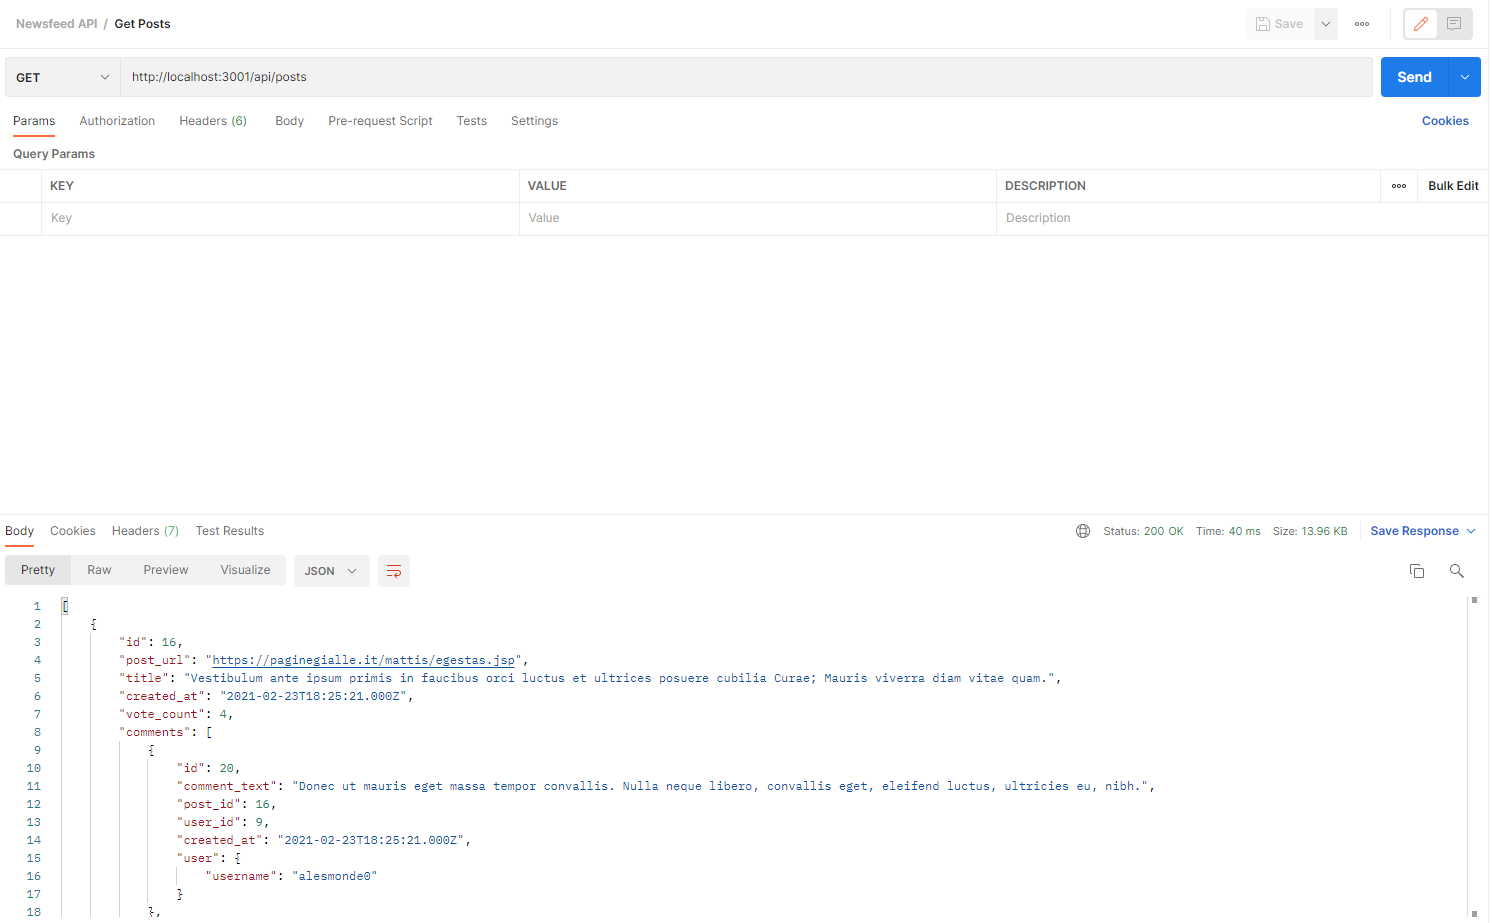 Newsfeed API / Get Posts
Save
GET http://localhost:3001/api/posts Send
Params Authorization Headers (6) Body Pre-request Script Tests Settings Cookies
Query Params
KEY VALUE DESCRIPTION Bulk Edit
Key Value Description
Body Cookies Headers (7) Test Results Status: 200 OK Time: 40 ms Size: 13.96 KB Save Response
Pretty Raw Preview Visualize JSON
1 [
2 {
3 "id": 16,
4 "post_url": "https://paginegialle.it/mattis/egestas.jsp",
5 "title": "Vestibulum ante ipsum primis in faucibus orci luctus et ultrices posuere cubilia Curae; Mauris viverra diam vitae quam.",
6 "created_at": "2021-02-23T18:25:21.000Z",
7 "vote_count": 4,
8 "comments": [
9 {
10 "id": 20,
11 "comment_text": "Donec ut mauris eget massa tempor convallis. Nulla neque libero, convallis eget, eleifend luctus, ultricies eu, nibh.",
12 "post_id": 16,
13 "user_id": 9,
14 "created_at": "2021-02-23T18:25:21.000Z",
15 "user": {
16 "username": "alesmonde0"
17 }
18 },